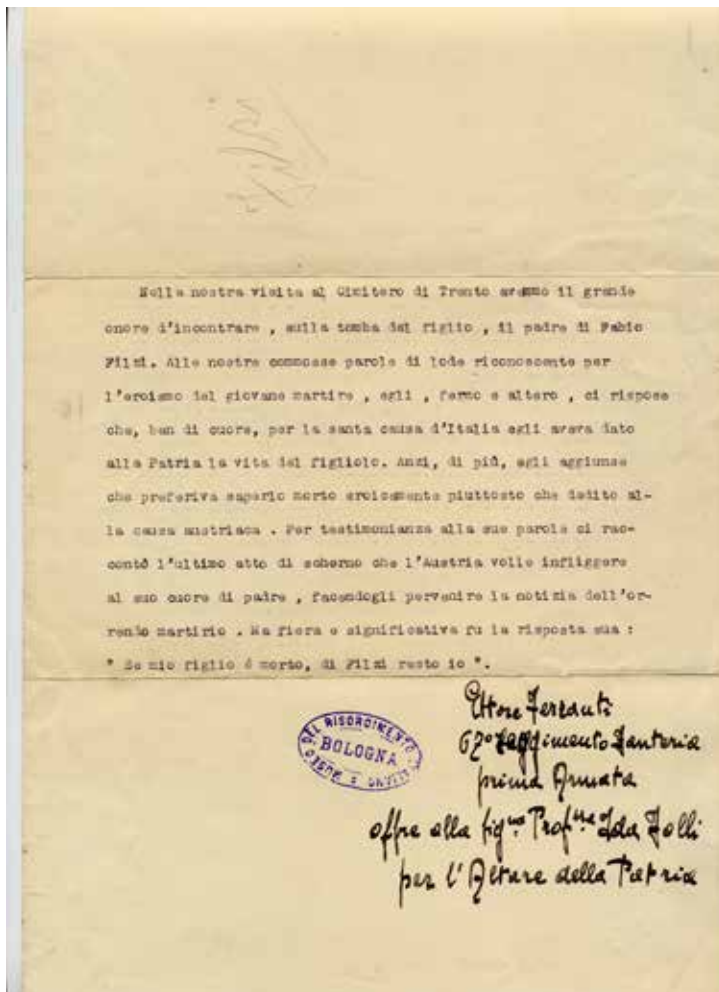 Nella nostra visita al Cimitero di Trento avemmo il grande
onore d'incontrare , sulla tomba del figlio , il padre di Fabio
Filzi. Alle nostre commosse parole di lode riconoscente per
l'eroismo del giovane martire , egli , fermo e altero , ci rispose
che, ben di cuore, per la santa causa d'Italia egli aveva dato
alla Patria la vita del figliolo. Anzi, di più, egli aggiunse
che preferiva saperlo morto eroicamente piuttosto che dedito al-
la causa austriaca . Per testimonianza alle sue parole ci rac-
contò l'ultimo atto di scherno che l'Austria volle infliggere
al suo cuore di padre , facendogli pervenire la notizia dell'or-
rendo martirio . Ma fiera e significativa fu la risposta sua :
" Se mio figlio é morto, di Filzi resto io ".
Ettore Ferranti
67° reggimento Fanteria
prima Armata
offre alla Sig.na Prof.ssa Ida Folli
per l'Altare della Patria
DEL RISORGIMENTO
BOLOGNA
MUSEO E